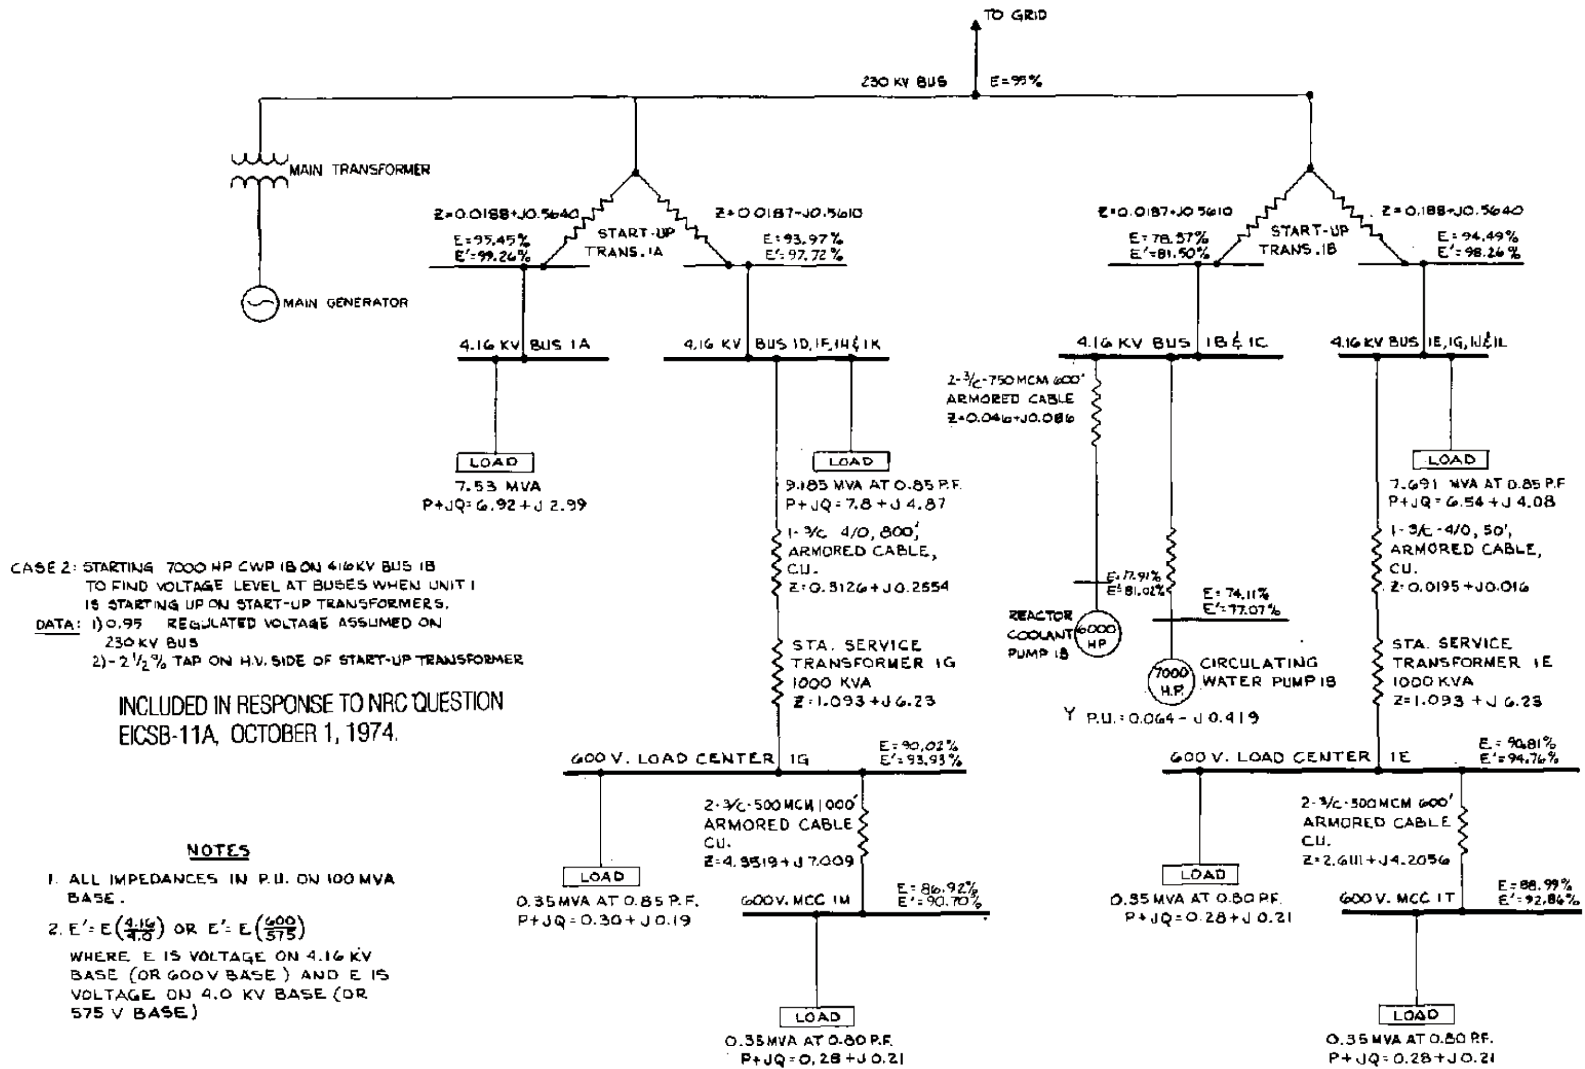 TO GRID
230 KV BUS E=95%
MAIN TRANSFORMER
MAIN GENERATOR
Z=0.0188+J0.5640
E=95.45%
E'=99.26%
START-UP
TRANS. 1A
Z=0.0187-J0.5610
E=93.97%
E'=97.72%
Z=0.0187+J0.5610
E=78.37%
E'=81.50%
START-UP
TRANS. 1B
Z=0.188+J0.5640
E=94.49%
E'=98.26%
4.16 KV BUS 1A
4.16 KV BUS 1D, 1F, 1H & 1K
4.16 KV BUS 1B & 1C
4.16 KV BUS 1E, 1G, 1J & 1L
LOAD
7.53 MVA
P+JQ=6.92+J 2.99
LOAD
9.185 MVA AT 0.85 P.F.
P+JQ=7.8+J4.87
1-3/C 4/0, 800',
ARMORED CABLE,
CU.
Z=0.3126+J0.2554
STA. SERVICE
TRANSFORMER 1G
1000 KVA
Z=1.093+J6.23
2-3/C-750 MCM 600'
ARMORED CABLE
Z=0.046+J0.086
E=77.91%
E'=81.02%
REACTOR
COOLANT
PUMP 1B
6000
HP
E=74.11%
E'=77.07%
7000
H.P.
CIRCULATING
WATER PUMP 1B
Y P.U.=0.064-J0.419
LOAD
7.691 MVA AT 0.85 P.F
P+JQ=6.54+J4.08
1-3/C-4/0, 50',
ARMORED CABLE,
CU.
Z=0.0195+J0.016
STA. SERVICE
TRANSFORMER 1E
1000 KVA
Z=1.093+J6.23
CASE 2: STARTING 7000 HP CWP 1B ON 416KV BUS 1B
TO FIND VOLTAGE LEVEL AT BUSES WHEN UNIT 1
IS STARTING UP ON START-UP TRANSFORMERS.
DATA: 1) 0.95 REGULATED VOLTAGE ASSUMED ON
230 KV BUS
2) -2 1/2% TAP ON H.V. SIDE OF START-UP TRANSFORMER
INCLUDED IN RESPONSE TO NRC QUESTION
EICSB-11A, OCTOBER 1, 1974.
600 V. LOAD CENTER 1G
E=90.02%
E'=93.93%
2-3/C-500 MCM 1000'
ARMORED CABLE
CU.
Z=4.3519+J7.009
LOAD
0.35 MVA AT 0.85 P.F.
P+JQ=0.30+J0.19
600V. MCC 1M
E=86.92%
E'=90.70%
LOAD
0.35 MVA AT 0.80 P.F.
P+JQ=0.28+J0.21
600 V. LOAD CENTER 1E
E=90.81%
E'=94.76%
2-3/C-500 MCM 600'
ARMORED CABLE
CU.
Z=2.611+J4.2056
LOAD
0.35 MVA AT 0.80 P.F.
P+JQ=0.28+J0.21
600V. MCC 1T
E=88.99%
E'=92.86%
LOAD
0.35 MVA AT 0.80 P.F.
P+JQ=0.28+J0.21
NOTES
1. ALL IMPEDANCES IN P.U. ON 100 MVA
BASE.
2. E'=E(4.16/4.0) OR E'=E(600/575)
WHERE E IS VOLTAGE ON 4.16 KV
BASE (OR 600V BASE) AND E IS
VOLTAGE ON 4.0 KV BASE (OR
575 V BASE)